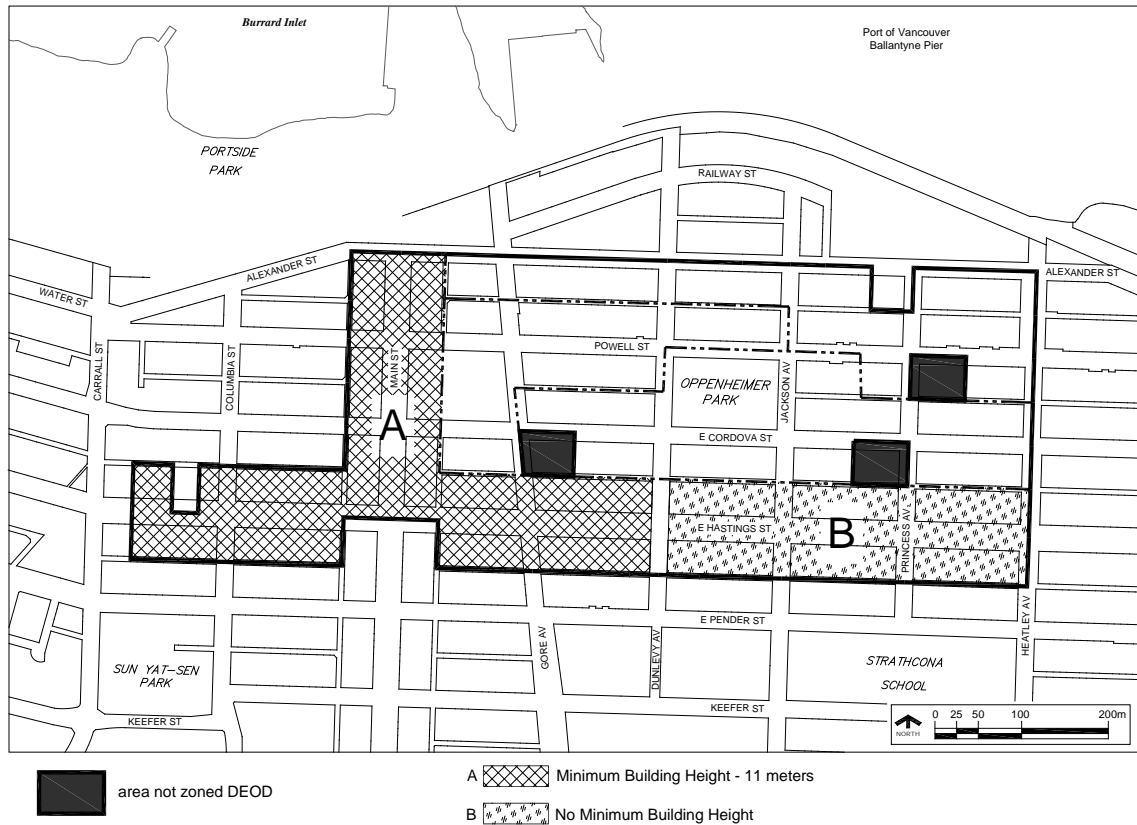 Burrard Inlet
Port of Vancouver
Ballantyne Pier
PORTSIDE
PARK
RAILWAY ST
ALEXANDER ST
ALEXANDER ST
WATER ST
CARRALL ST
COLUMBIA ST
MAIN ST
POWELL ST
OPPENHEIMER
PARK
JACKSON AV
A
E CORDOVA ST
E HASTINGS ST
B
PRINCESS AV
E PENDER ST
GORE AV
DUNLEVY AV
HEATLEY AV
SUN YAT-SEN
PARK
STRATHCONA
SCHOOL
KEEFER ST
KEEFER ST
NORTH
0 25 50 100 200m
area not zoned DEOD
A Minimum Building Height - 11 meters
B No Minimum Building Height